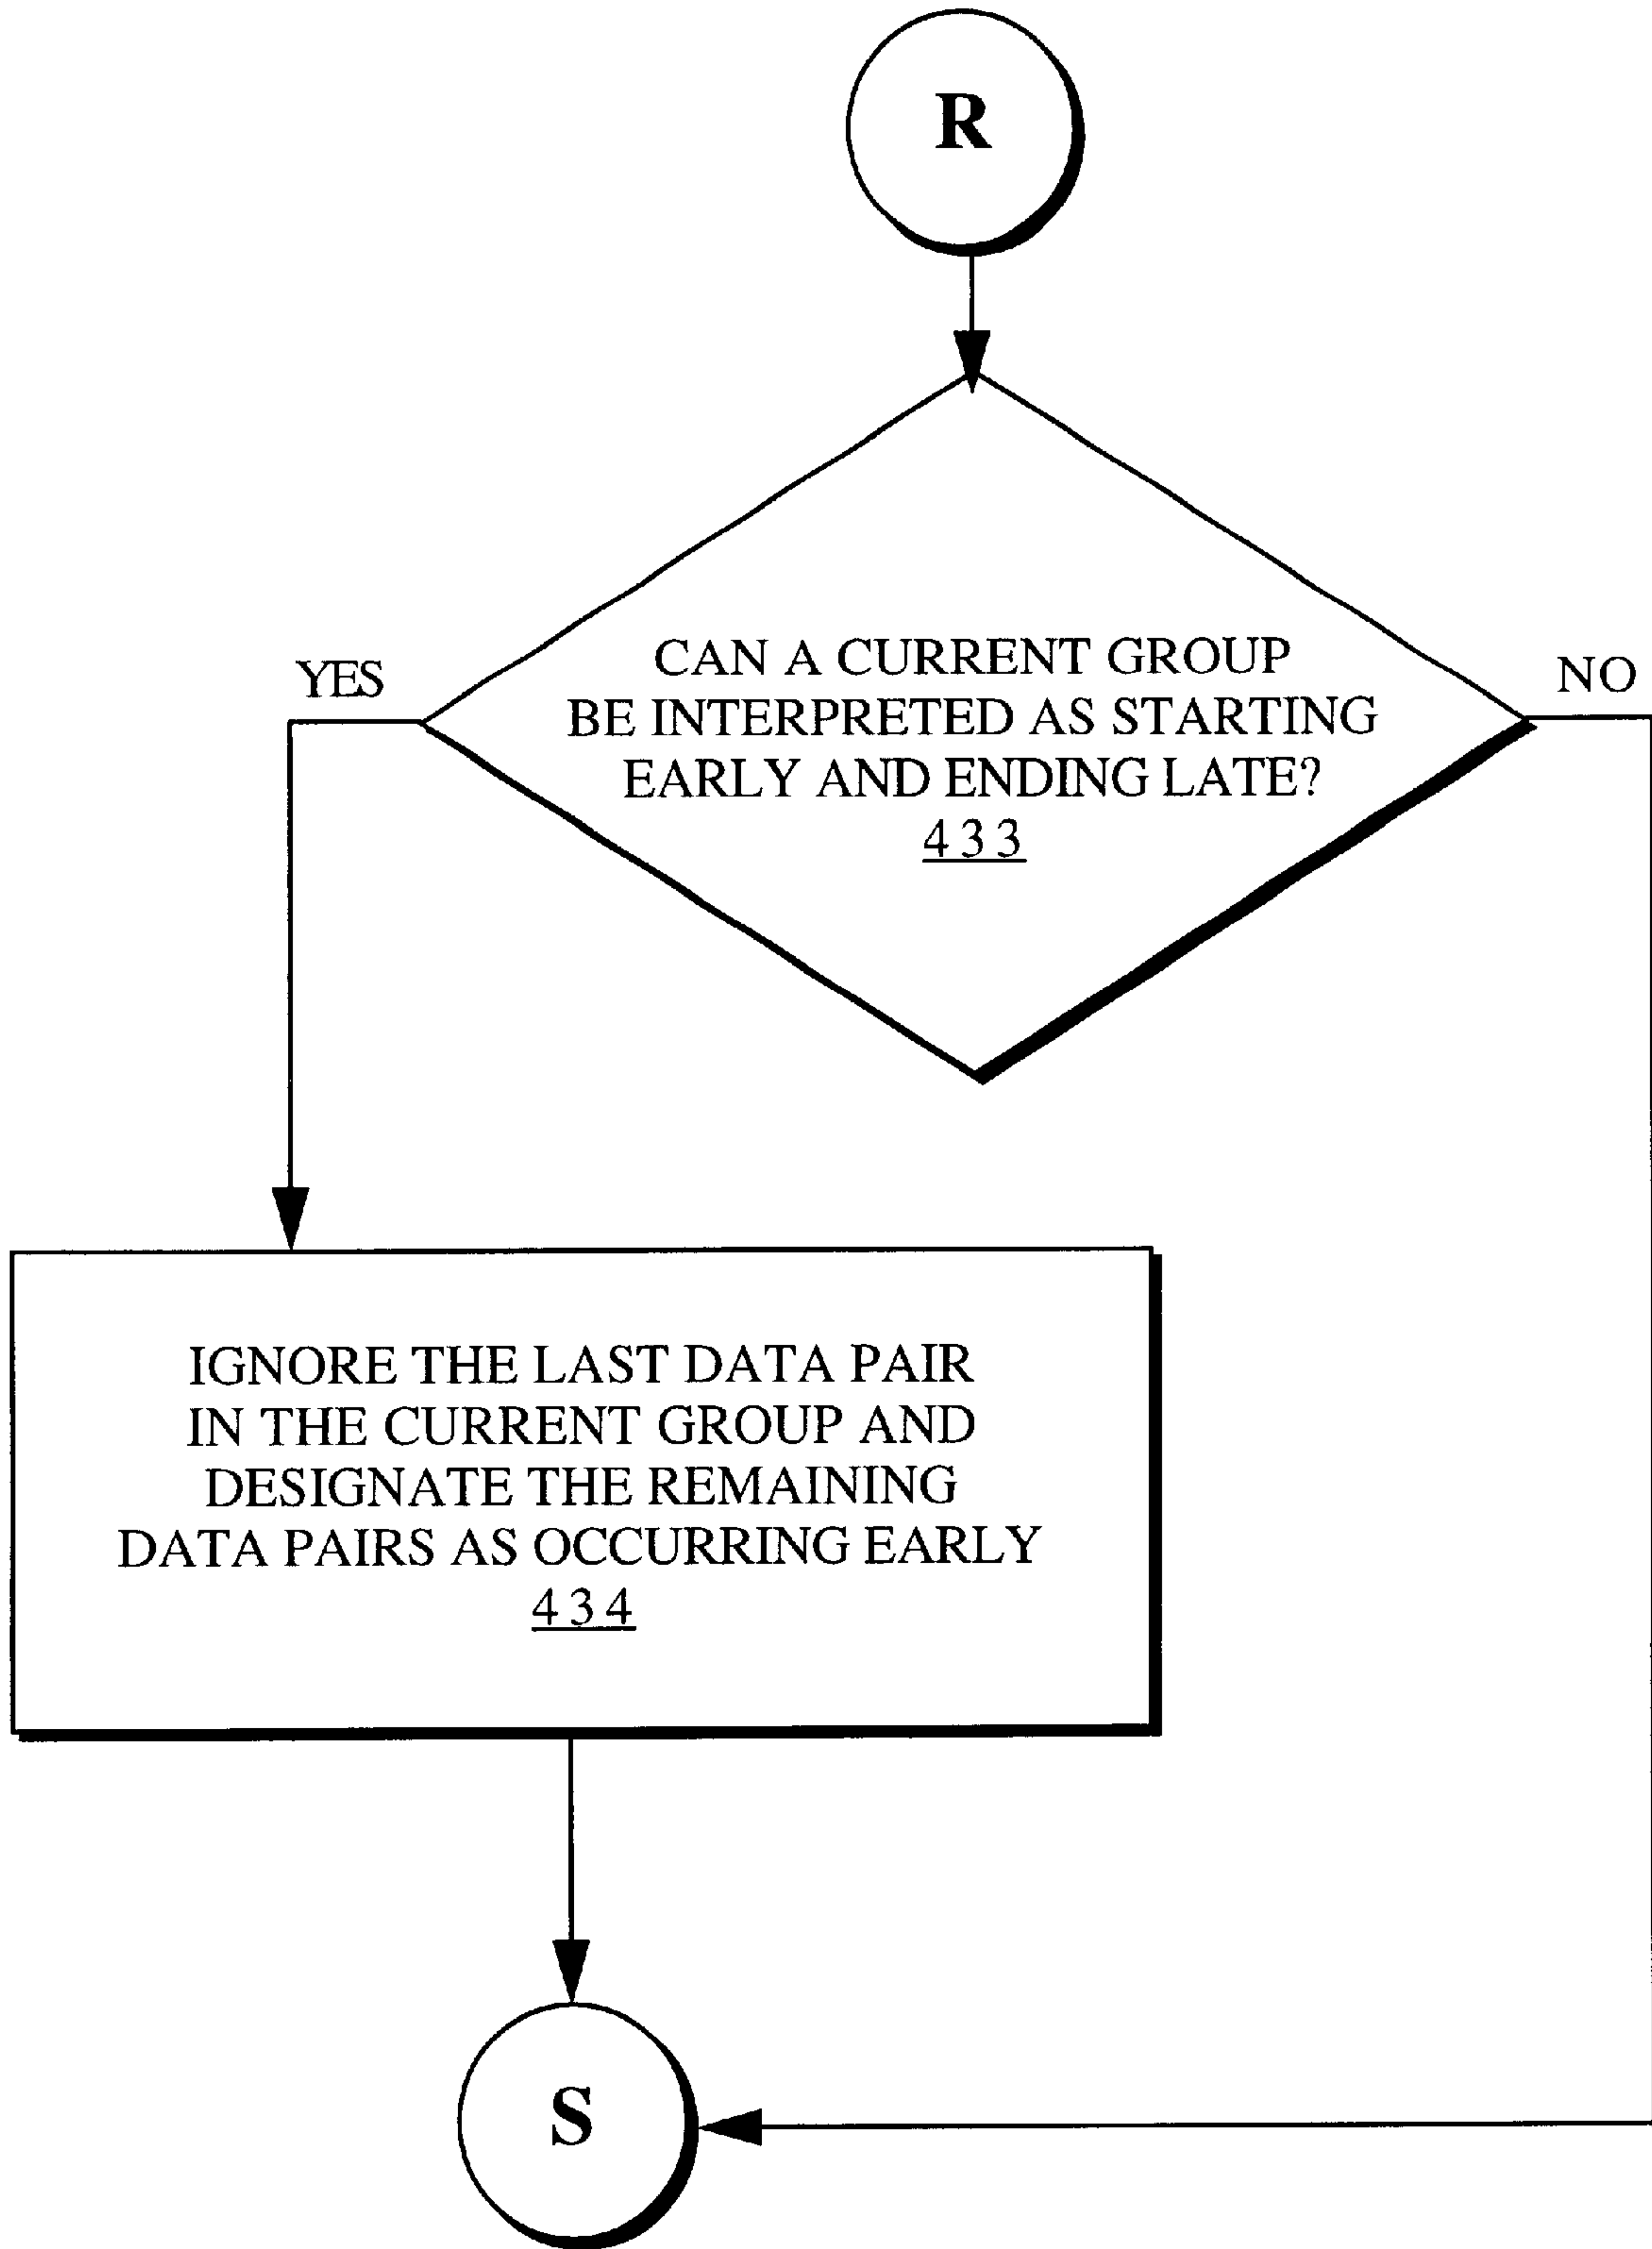 R
YES
CAN A CURRENT GROUP
BE INTERPRETED AS STARTING
EARLY AND ENDING LATE?
433
NO
IGNORE THE LAST DATA PAIR
IN THE CURRENT GROUP AND
DESIGNATE THE REMAINING
DATA PAIRS AS OCCURRING EARLY
434
S